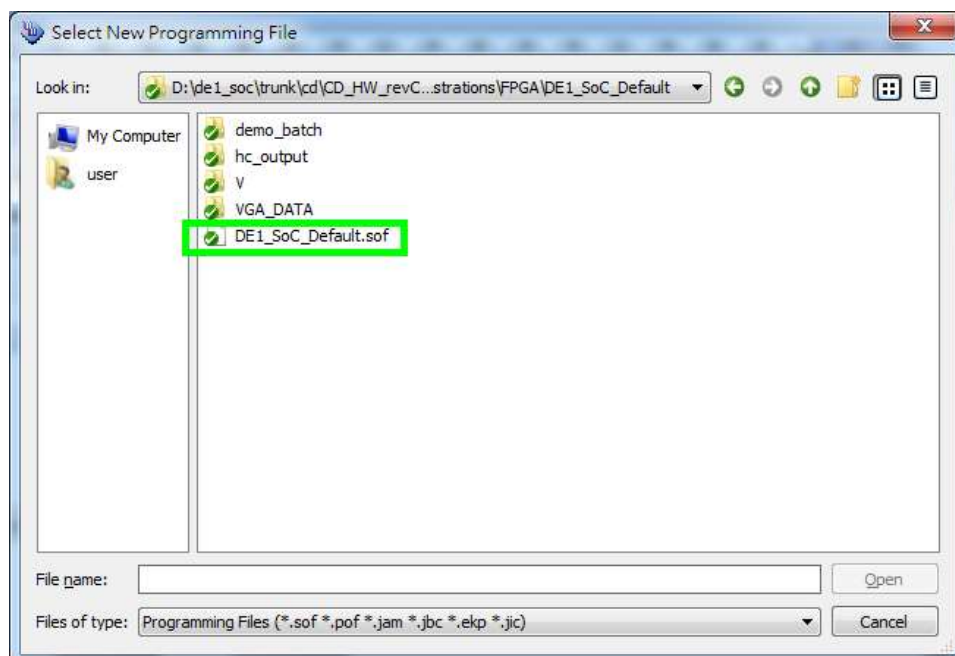 Select New Programming File
Look in: D:\de1_soc\trunk\cd\CD_HW_revC...strations\FPGA\DE1_SoC_Default
My Computer
user
demo_batch
hc_output
V
VGA_DATA
DE1_SoC_Default.sof
File name: Open
Files of type: Programming Files (*.sof *.pof *.jam *.jbc *.ekp *.jic) Cancel